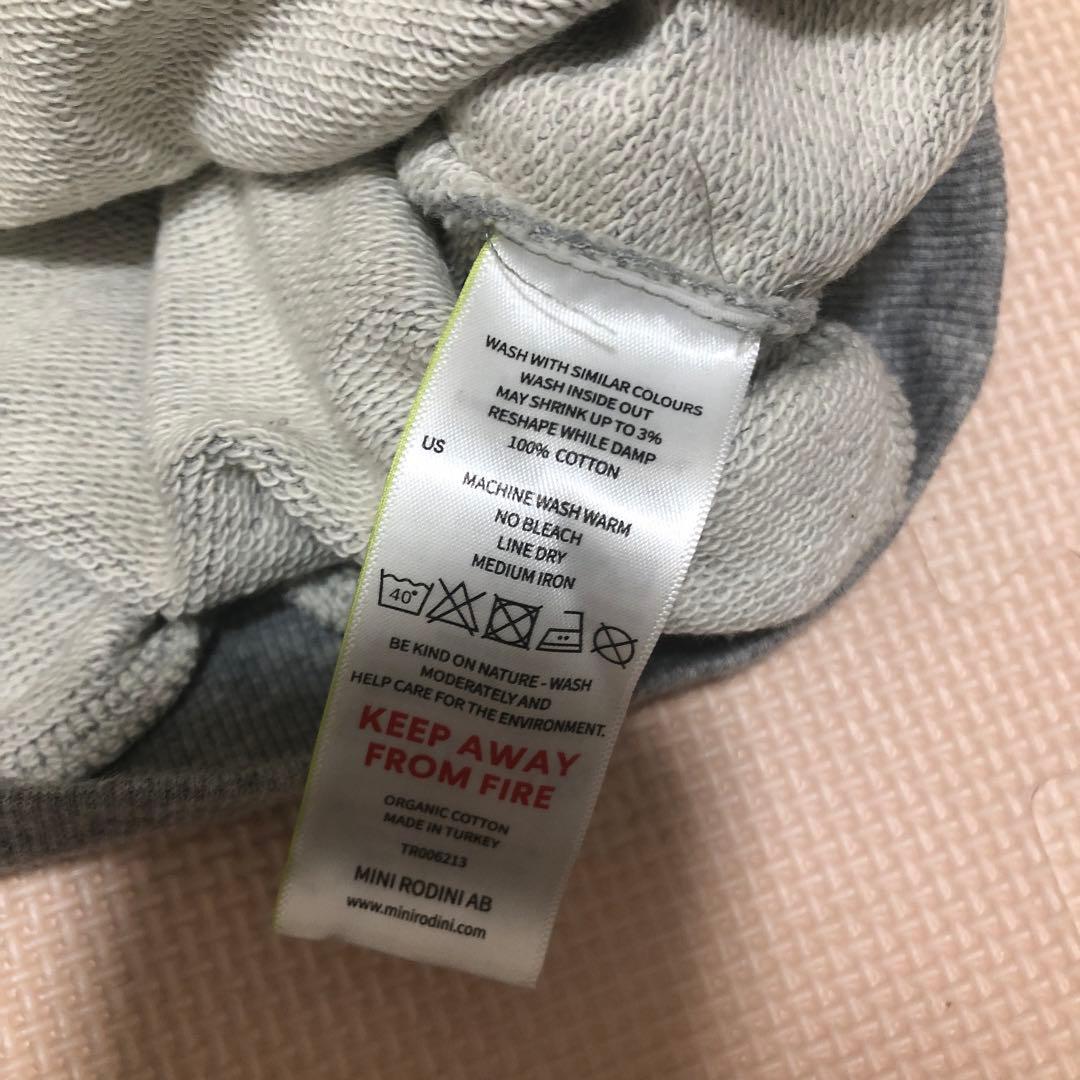 WASH WITH SIMILAR COLOURS
WASH INSIDE OUT
MAY SHRINK UP TO 3%
RESHAPE WHILE DAMP
100% COTTON
US
MACHINE WASH WARM
NO BLEACH
LINE DRY
MEDIUM IRON
40°
BE KIND ON NATURE - WASH
MODERATELY AND
HELP CARE FOR THE ENVIRONMENT.
KEEP AWAY
FROM FIRE
ORGANIC COTTON
MADE IN TURKEY
TR006213
MINI RODINI AB
www.minirodini.com